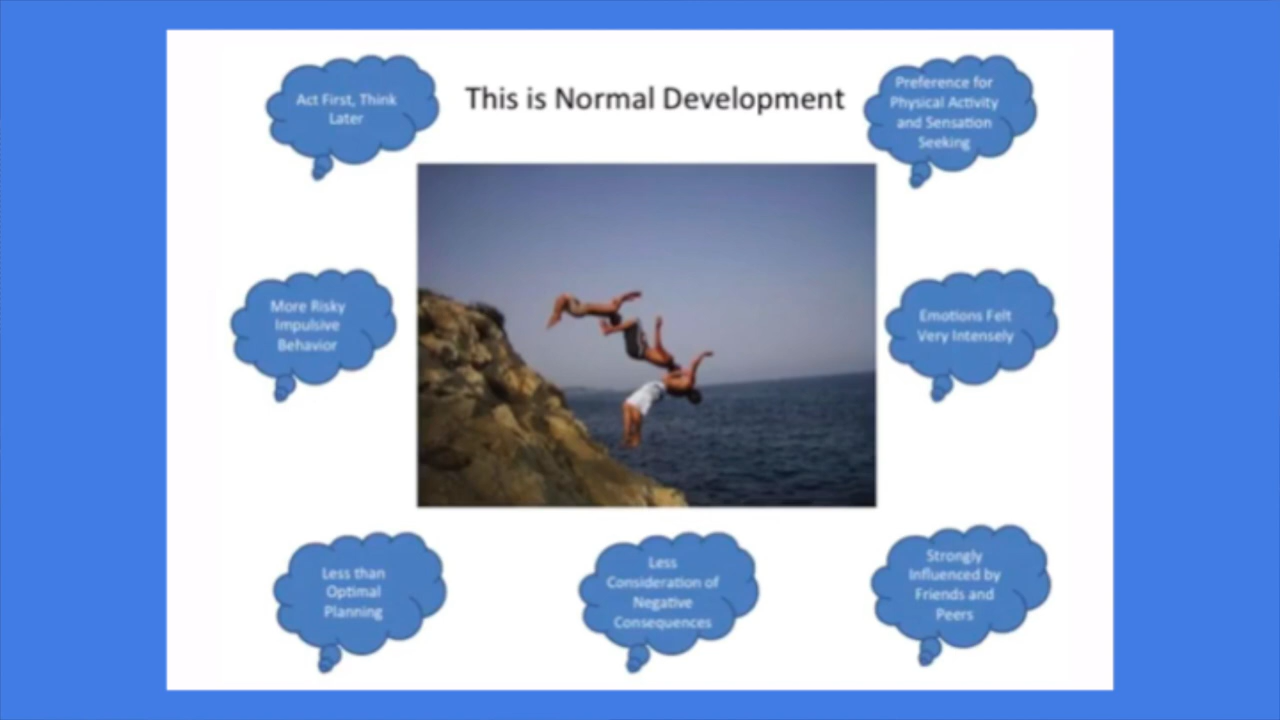 This is Normal Development
Act First, Think
Later
Preference for
Physical Activity
and Sensation
Seeking
More Risky
Impulsive
Behavior
Emotions Felt
Very Intensely
Less than
Optimal
Planning
Less
Consideration of
Negative
Consequences
Strongly
Influenced by
Friends and
Peers